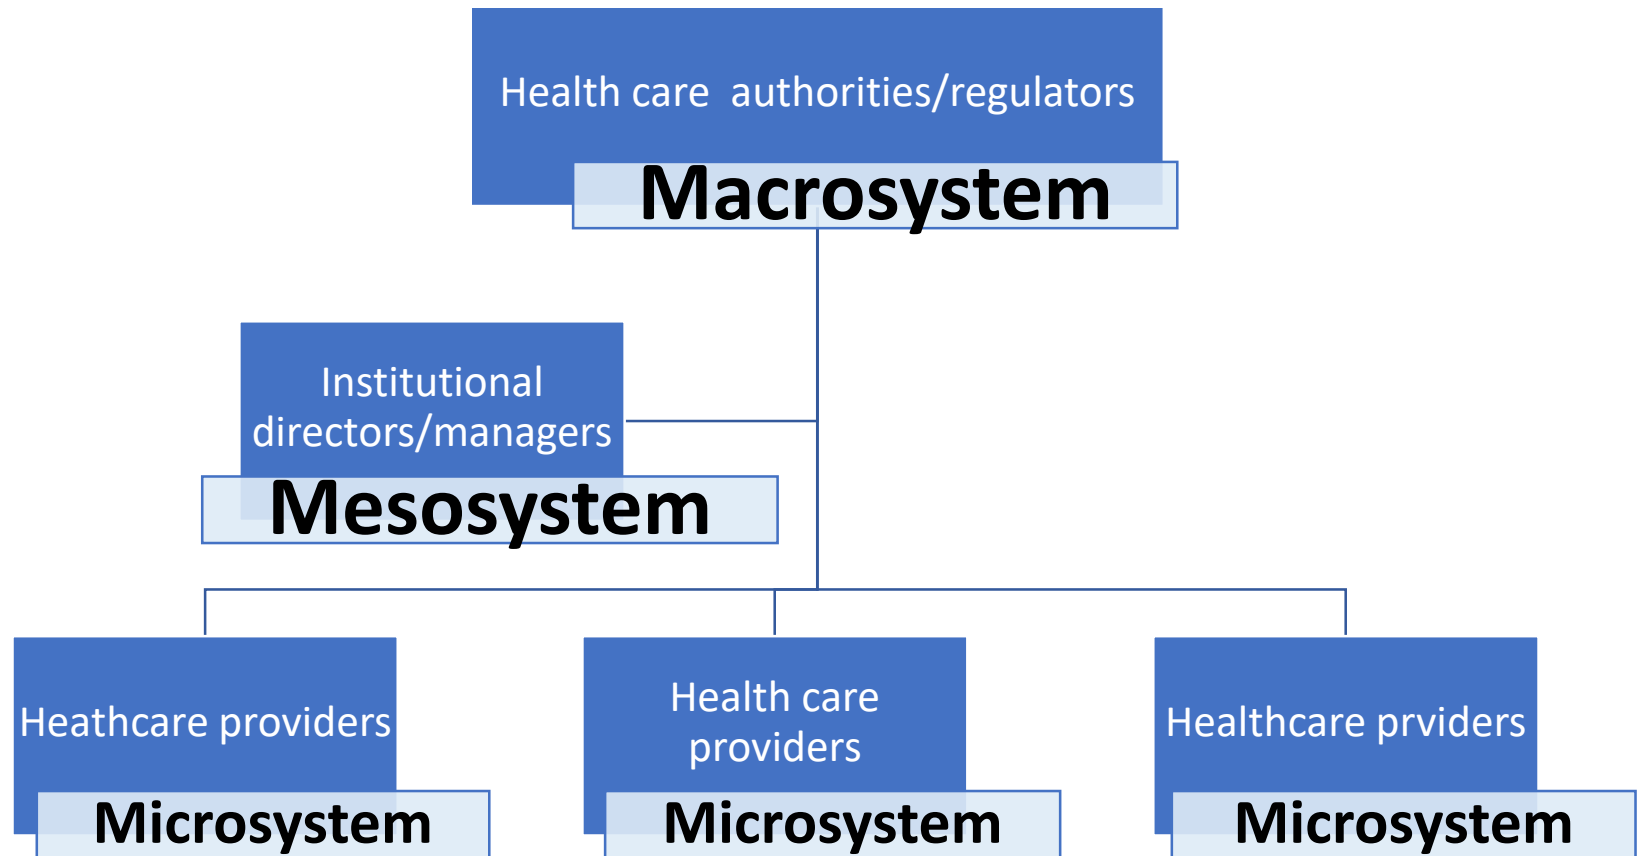 Health care  authorities/regulators
Macrosystem
Institutional
directors/managers
Mesosystem
Heathcare providers
Microsystem
Health care
providers
Microsystem
Healthcare prviders
Microsystem